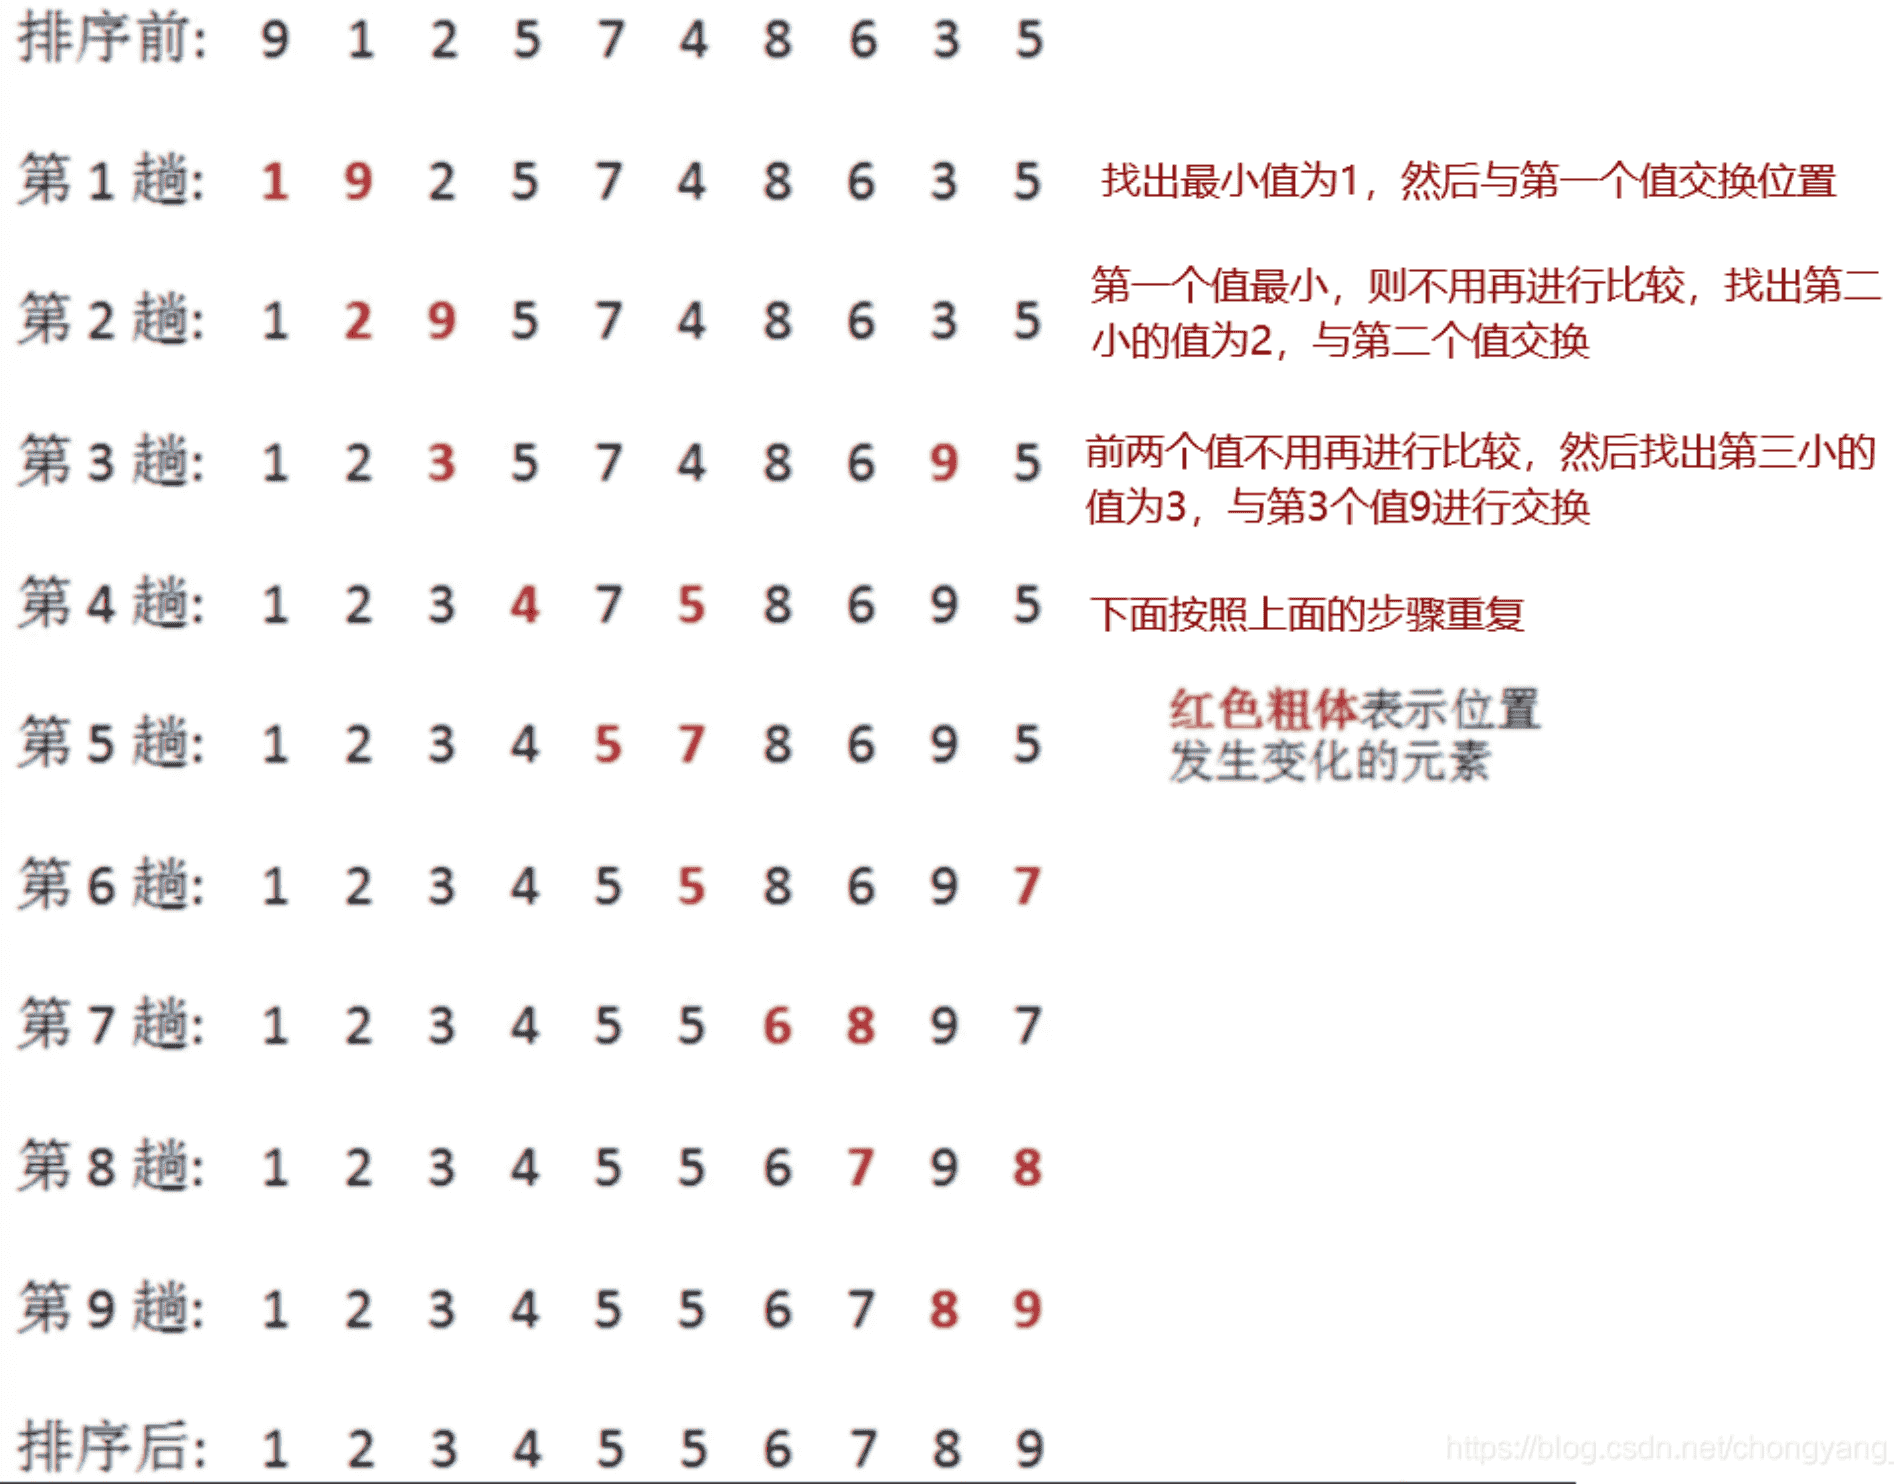 排序前: 9 1 2 5 7 4 8 6 3 5
第 1 趟: 1 9 2 5 7 4 8 6 3 5
找出最小值为1，然后与第一个值交换位置
第 2 趟: 1 2 9 5 7 4 8 6 3 5
第一个值最小，则不用再进行比较，找出第二
小的值为2，与第二个值交换
第 3 趟: 1 2 3 5 7 4 8 6 9 5
前两个值不用再进行比较，然后找出第三小的
值为3，与第3个值9进行交换
第 4 趟: 1 2 3 4 7 5 8 6 9 5
下面按照上面的步骤重复
红色粗体表示位置
发生变化的元素
第 5 趟: 1 2 3 4 5 7 8 6 9 5
第 6 趟: 1 2 3 4 5 5 8 6 9 7
第 7 趟: 1 2 3 4 5 5 6 8 9 7
第 8 趟: 1 2 3 4 5 5 6 7 9 8
第 9 趟: 1 2 3 4 5 5 6 7 8 9
排序后: 1 2 3 4 5 5 6 7 8 9
https://blog.csdn.net/chongyang_